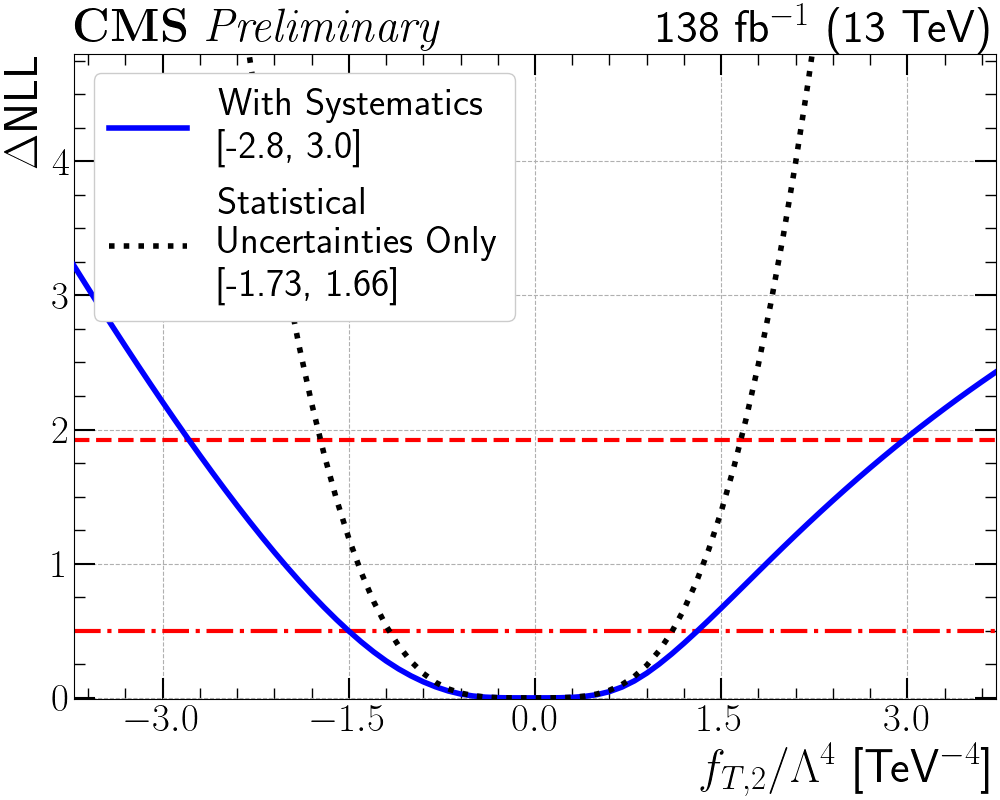 CMS Preliminary 138 fb⁻¹ (13 TeV)
ΔNLL
With Systematics
[-2.8, 3.0]
Statistical
Uncertainties Only
[-1.73, 1.66]
4
3
2
1
0
−3.0 −1.5 0.0 1.5 3.0
f_{T,2}/Λ⁴ [TeV⁻⁴]